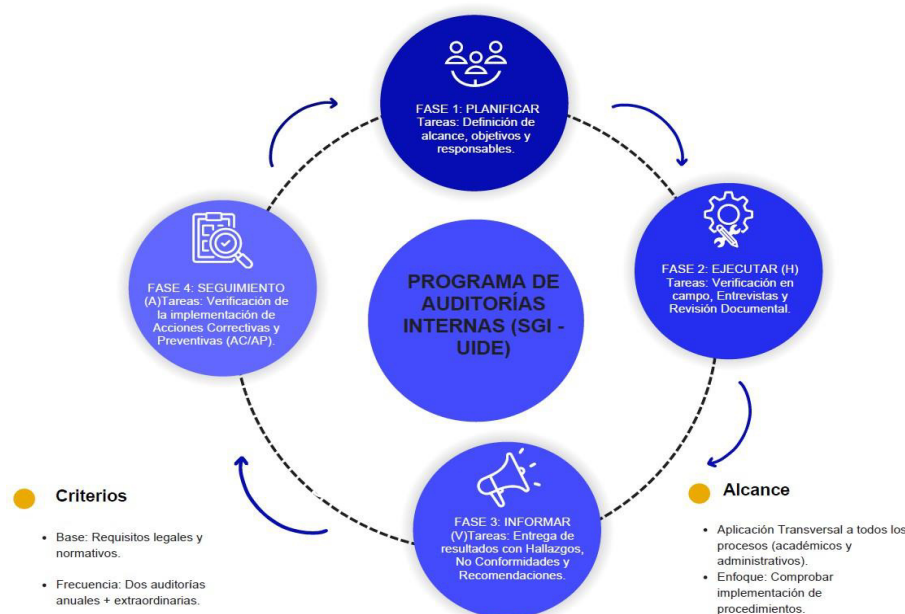 FASE 1: PLANIFICAR
Tareas: Definición de
alcance, objetivos y
responsables.
FASE 2: EJECUTAR (H)
Tareas: Verificación en
campo, Entrevistas y
Revisión Documental.
FASE 4: SEGUIMIENTO
(A)Tareas: Verificación de
la implementación de
Acciones Correctivas y
Preventivas (AC/AP).
PROGRAMA DE
AUDITORÍAS
INTERNAS (SGI -
UIDE)
FASE 3: INFORMAR
(V)Tareas: Entrega de
resultados con Hallazgos,
No Conformidades y
Recomendaciones.
Criterios
• Base: Requisitos legales y
normativos.
• Frecuencia: Dos auditorías
anuales + extraordinarias.
Alcance
• Aplicación Transversal a todos los
procesos (académicos y
administrativos).
• Enfoque: Comprobar
implementación de
procedimientos.